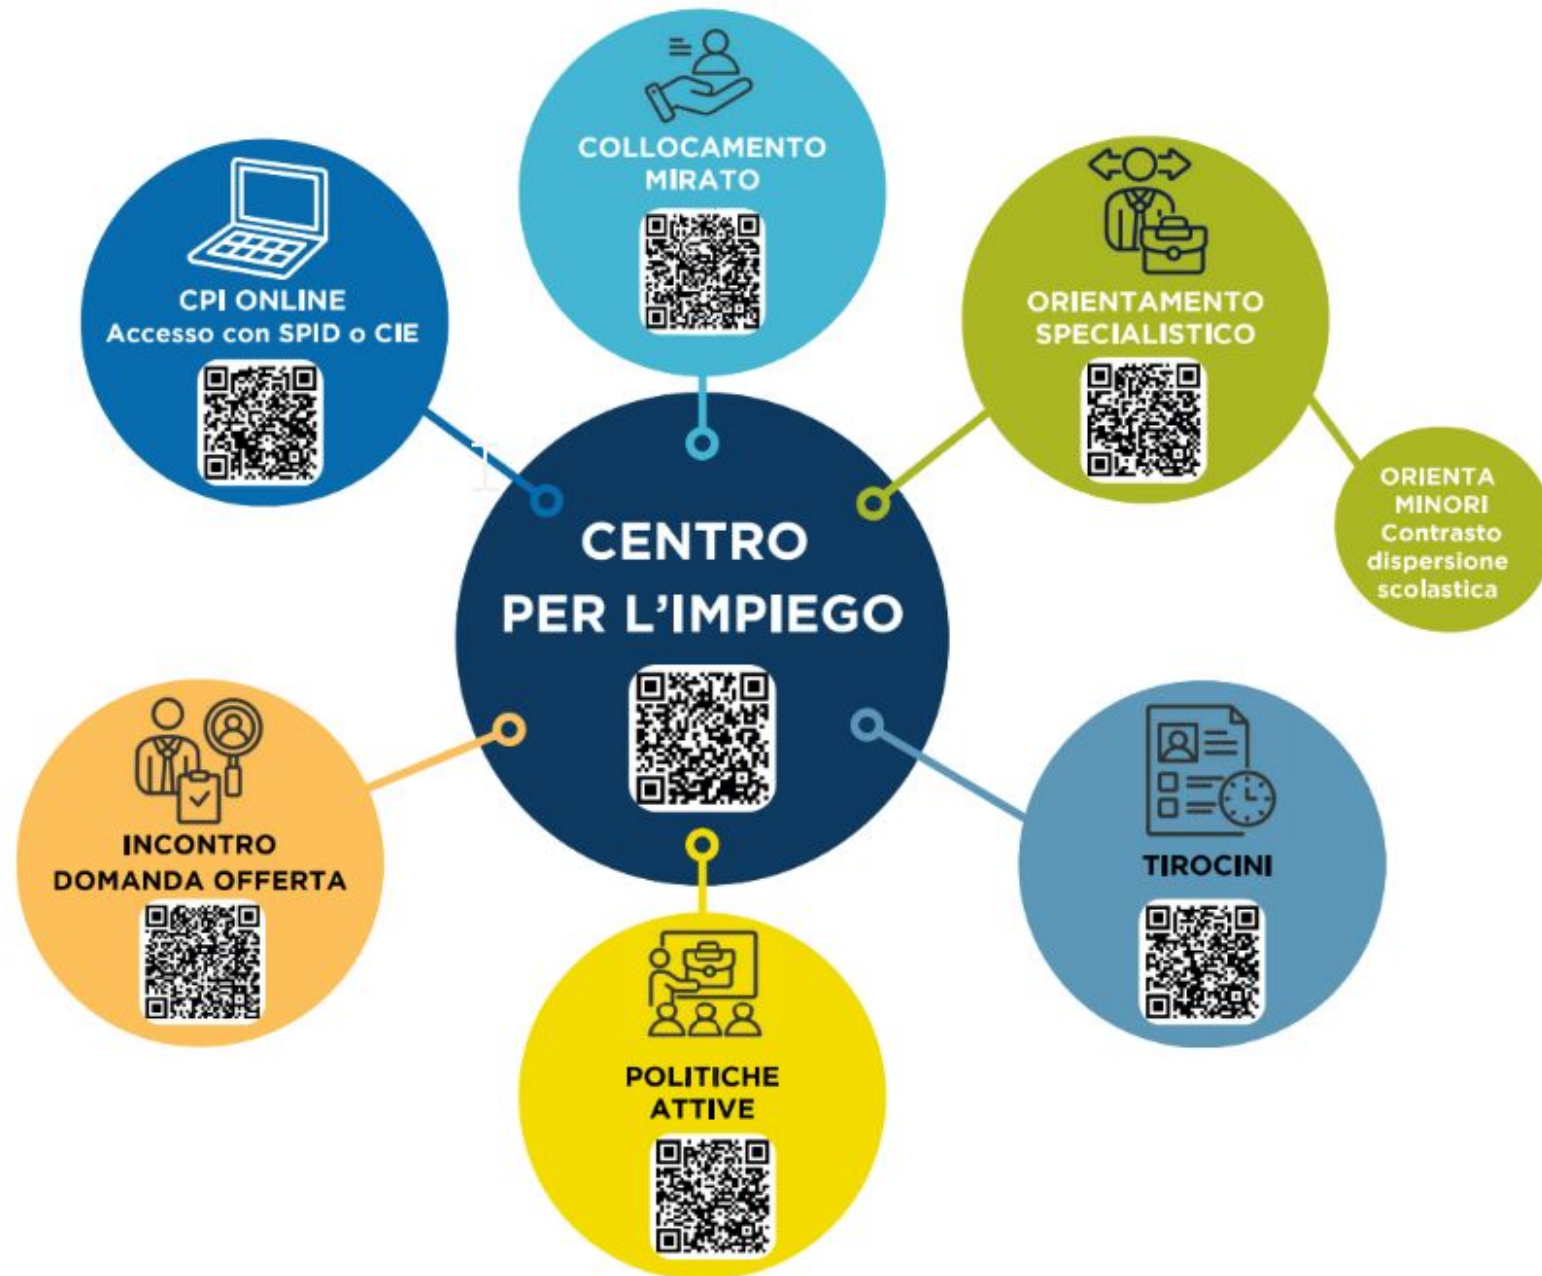 COLLOCAMENTO
MIRATO
CPI ONLINE
Accesso con SPID o CIE
ORIENTAMENTO
SPECIALISTICO
ORIENTA
MINORI
Contrasto
dispersione
scolastica
CENTRO
PER L'IMPIEGO
INCONTRO
DOMANDA OFFERTA
TIROCINI
POLITICHE
ATTIVE